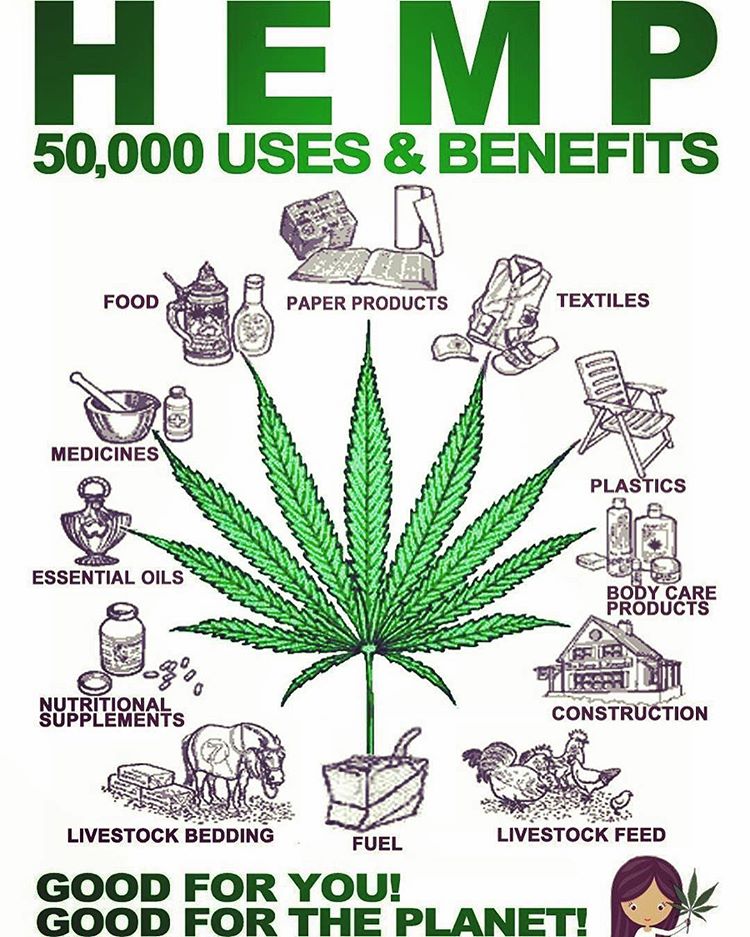 HEMP
50,000 USES & BENEFITS
FOOD
PAPER PRODUCTS
TEXTILES
MEDICINES
PLASTICS
ESSENTIAL OILS
BODY CARE
PRODUCTS
NUTRITIONAL
SUPPLEMENTS
CONSTRUCTION
LIVESTOCK BEDDING
FUEL
LIVESTOCK FEED
GOOD FOR YOU!
GOOD FOR THE PLANET!